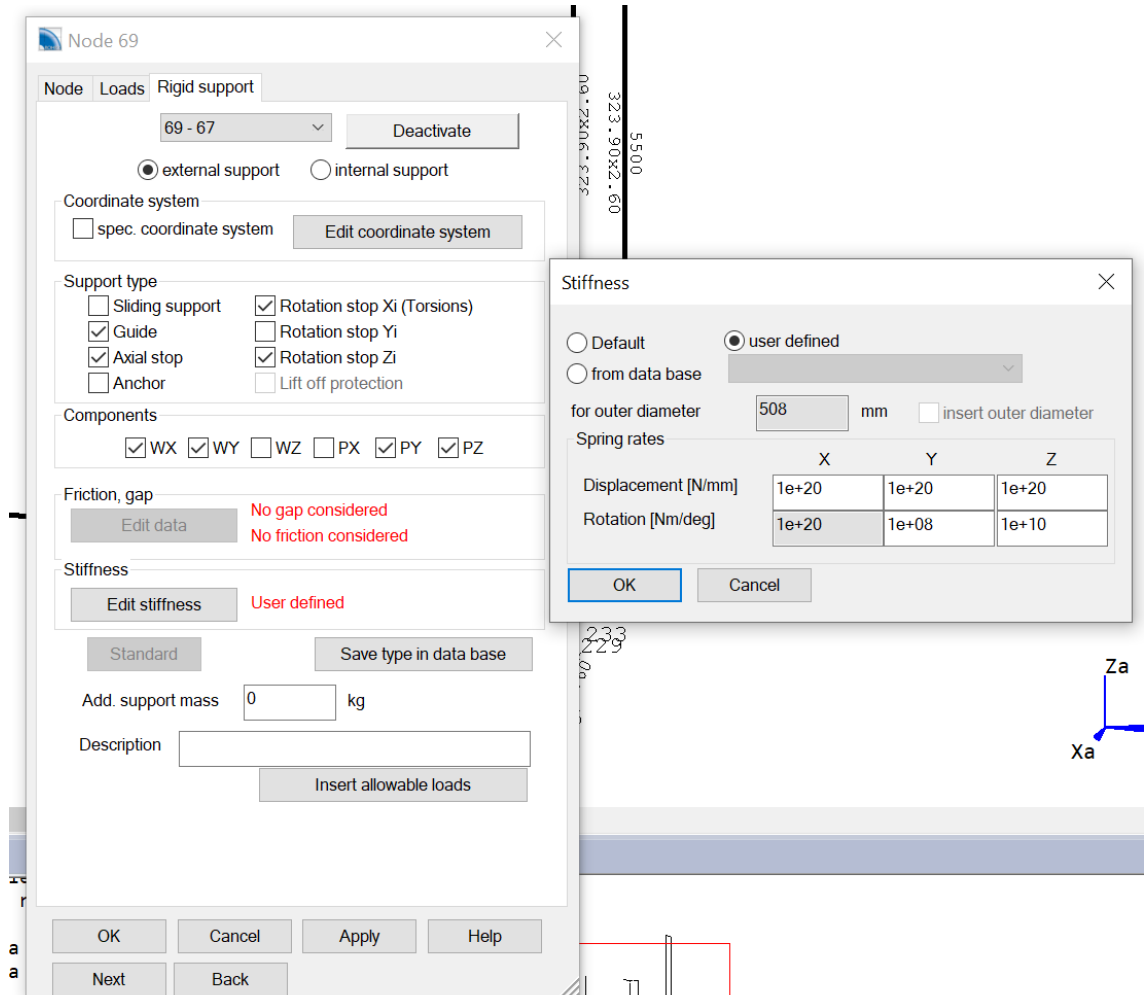 Node 69
Node Loads Rigid support
69 - 67
Deactivate
external support internal support
Coordinate system
spec. coordinate system
Edit coordinate system
Support type
Sliding support
Rotation stop Xi (Torsions)
Guide
Rotation stop Yi
Axial stop
Rotation stop Zi
Anchor
Lift off protection
Components
WX WY WZ PX PY PZ
Friction, gap
Edit data
No gap considered
No friction considered
Stiffness
Edit stiffness
User defined
Standard
Save type in data base
Add. support mass 0 kg
Description
Insert allowable loads
OK Cancel Apply Help
Next Back
323.90x2.60
5500
Stiffness
Default
user defined
from data base
for outer diameter 508 mm
insert outer diameter
Spring rates
X Y Z
Displacement [N/mm] 1e+20 1e+20 1e+20
Rotation [Nm/deg] 1e+20 1e+08 1e+10
OK Cancel
233
229
Za
Xa
a
a